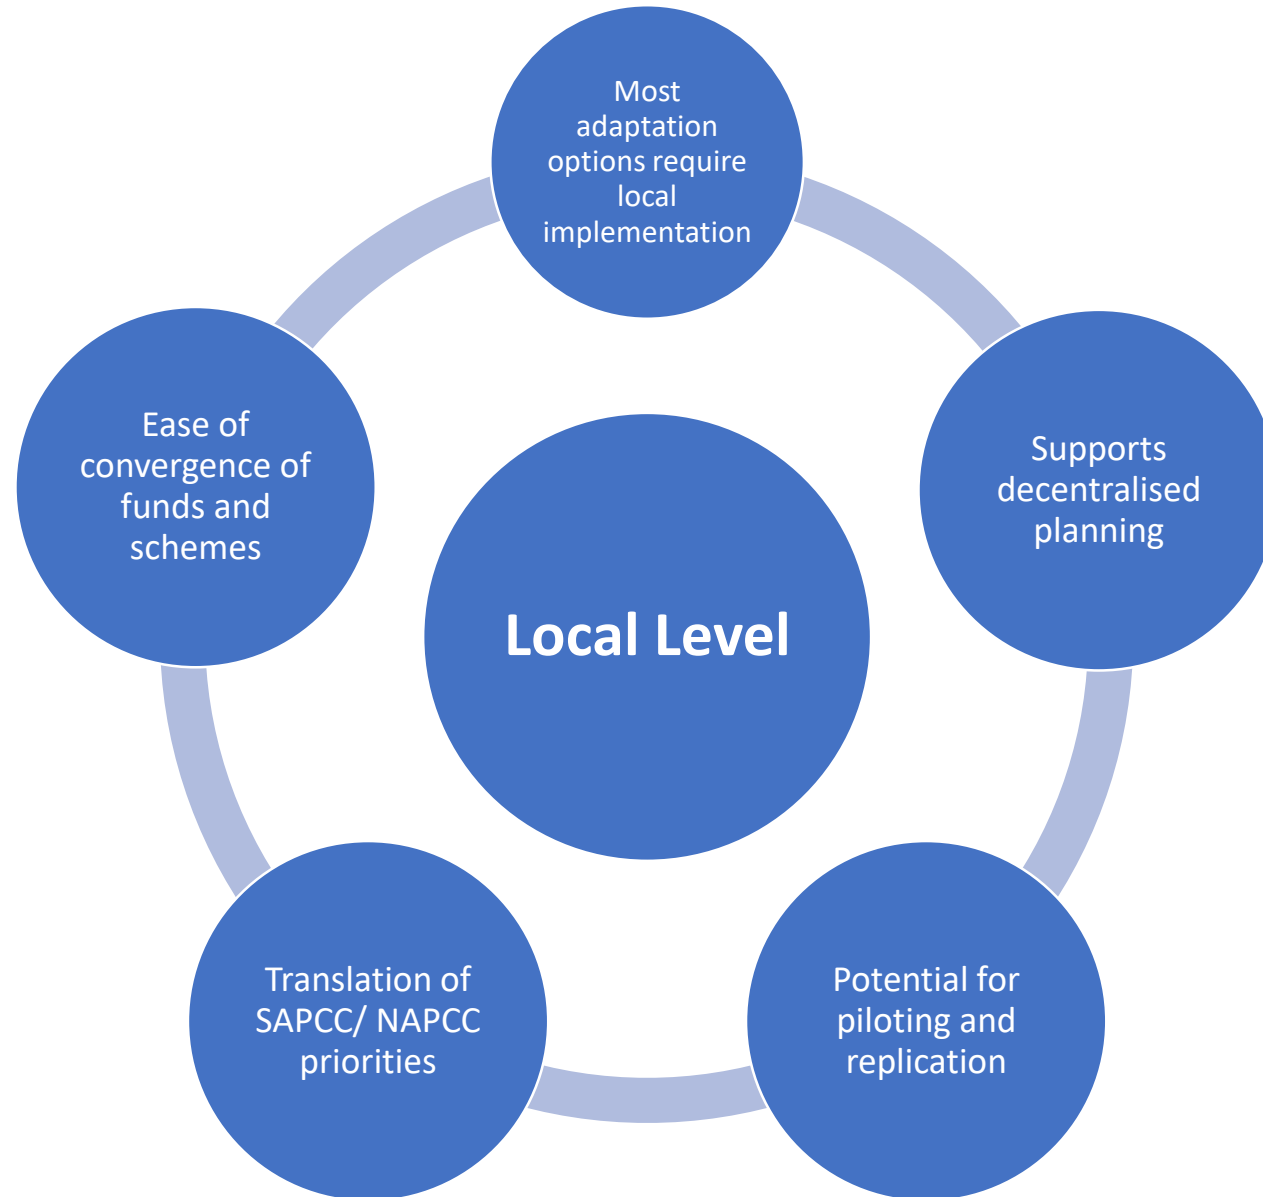 Most
adaptation
options require
local
implementation
Supports
decentralised
planning
Potential for
piloting and
replication
Translation of
SAPCC/ NAPCC
priorities
Ease of
convergence of
funds and
schemes
Local Level